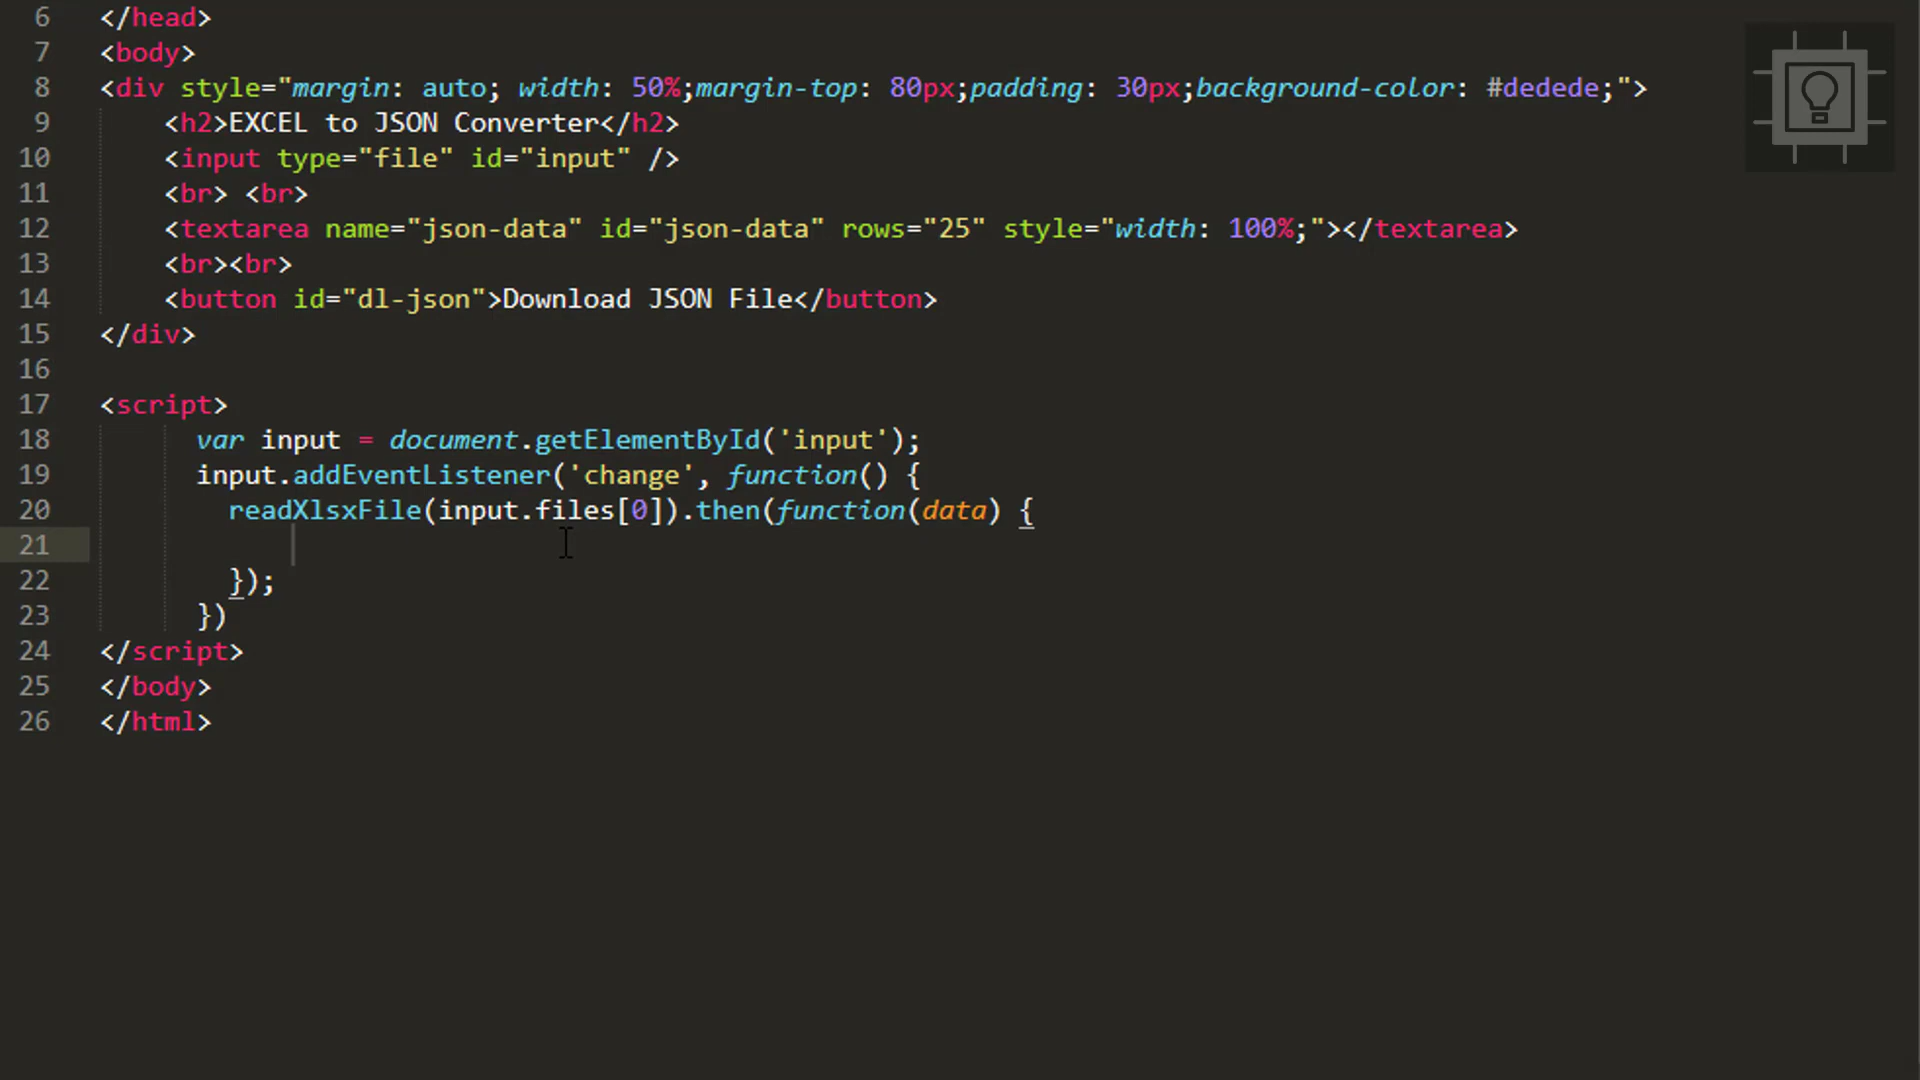 6 </head>
7 <body>
8 <div style="margin: auto; width: 50%;margin-top: 80px;padding: 30px;background-color: #dedede;">
9     <h2>EXCEL to JSON Converter</h2>
10     <input type="file" id="input" />
11     <br> <br>
12     <textarea name="json-data" id="json-data" rows="25" style="width: 100%;"></textarea>
13     <br><br>
14     <button id="dl-json">Download JSON File</button>
15 </div>
16
17 <script>
18       var input = document.getElementById('input');
19       input.addEventListener('change', function() {
20         readXlsxFile(input.files[0]).then(function(data) {
21
22         });
23       })
24 </script>
25 </body>
26 </html>